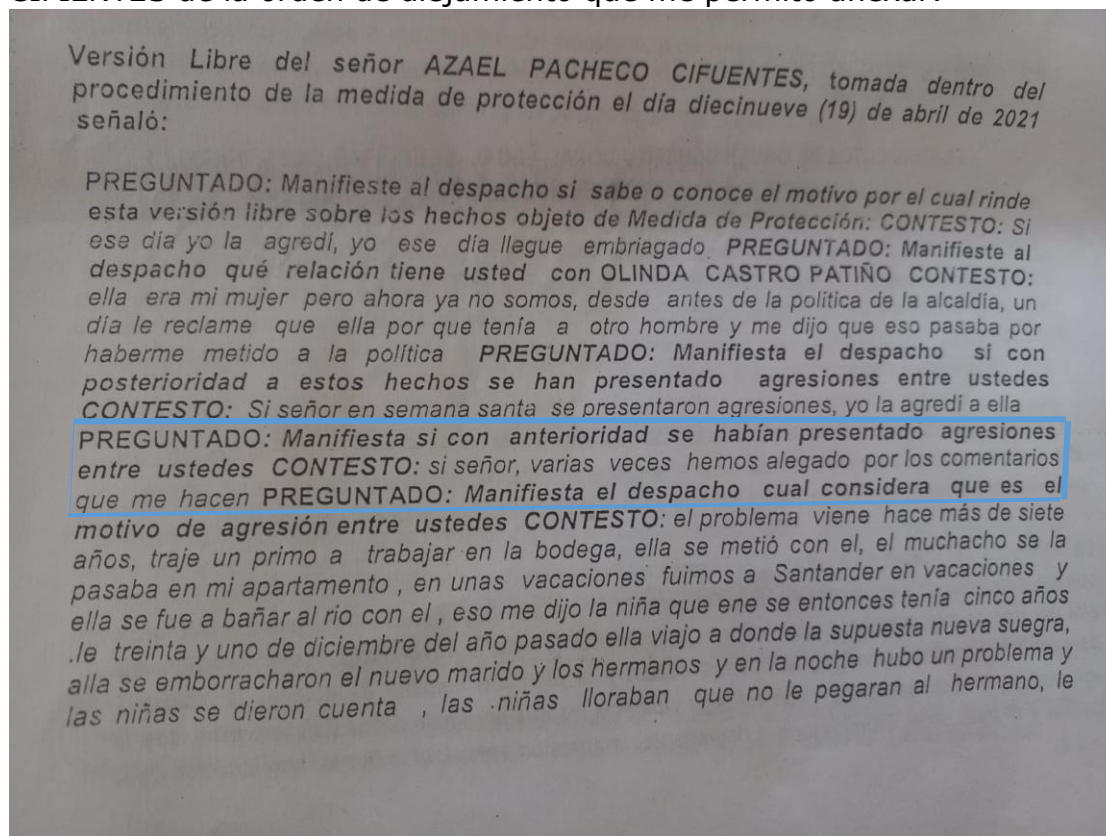 CIFIENTES de la orden de alejamiento que me permito anexar:
Versión Libre del señor AZAEL PACHECO CIFUENTES, tomada dentro del
procedimiento de la medida de protección el día diecinueve (19) de abril de 2021
señaló:
PREGUNTADO: Manifieste al despacho si sabe o conoce el motivo por el cual rinde
esta versión libre sobre los hechos objeto de Medida de Protección: CONTESTO: Si
ese dia yo la agredí, yo ese dia llegue embriagado. PREGUNTADO: Manifieste al
despacho qué relación tiene usted con OLINDA CASTRO PATIÑO CONTESTO:
ella era mi mujer pero ahora ya no somos, desde antes de la política de la alcaldía, un
día le reclame que ella por que tenía a otro hombre y me dijo que eso pasaba por
haberme metido a la política PREGUNTADO: Manifiesta el despacho si con
posterioridad a estos hechos se han presentado agresiones entre ustedes
CONTESTO: Si señor en semana santa se presentaron agresiones, yo la agredí a ella
PREGUNTADO: Manifiesta si con anterioridad se habían presentado agresiones
entre ustedes CONTESTO: si señor, varias veces hemos alegado por los comentarios
que me hacen PREGUNTADO: Manifiesta el despacho cual considera que es el
motivo de agresión entre ustedes CONTESTO: el problema viene hace más de siete
años, traje un primo a trabajar en la bodega, ella se metió con el, el muchacho se la
pasaba en mi apartamento , en unas vacaciones fuimos a Santander en vacaciones y
ella se fue a bañar al rio con el , eso me dijo la niña que ene se entonces tenía cinco años
.le treinta y uno de diciembre del año pasado ella viajo a donde la supuesta nueva suegra,
alla se emborracharon el nuevo marido y los hermanos y en la noche hubo un problema y
las niñas se dieron cuenta , las niñas lloraban que no le pegaran al hermano, le